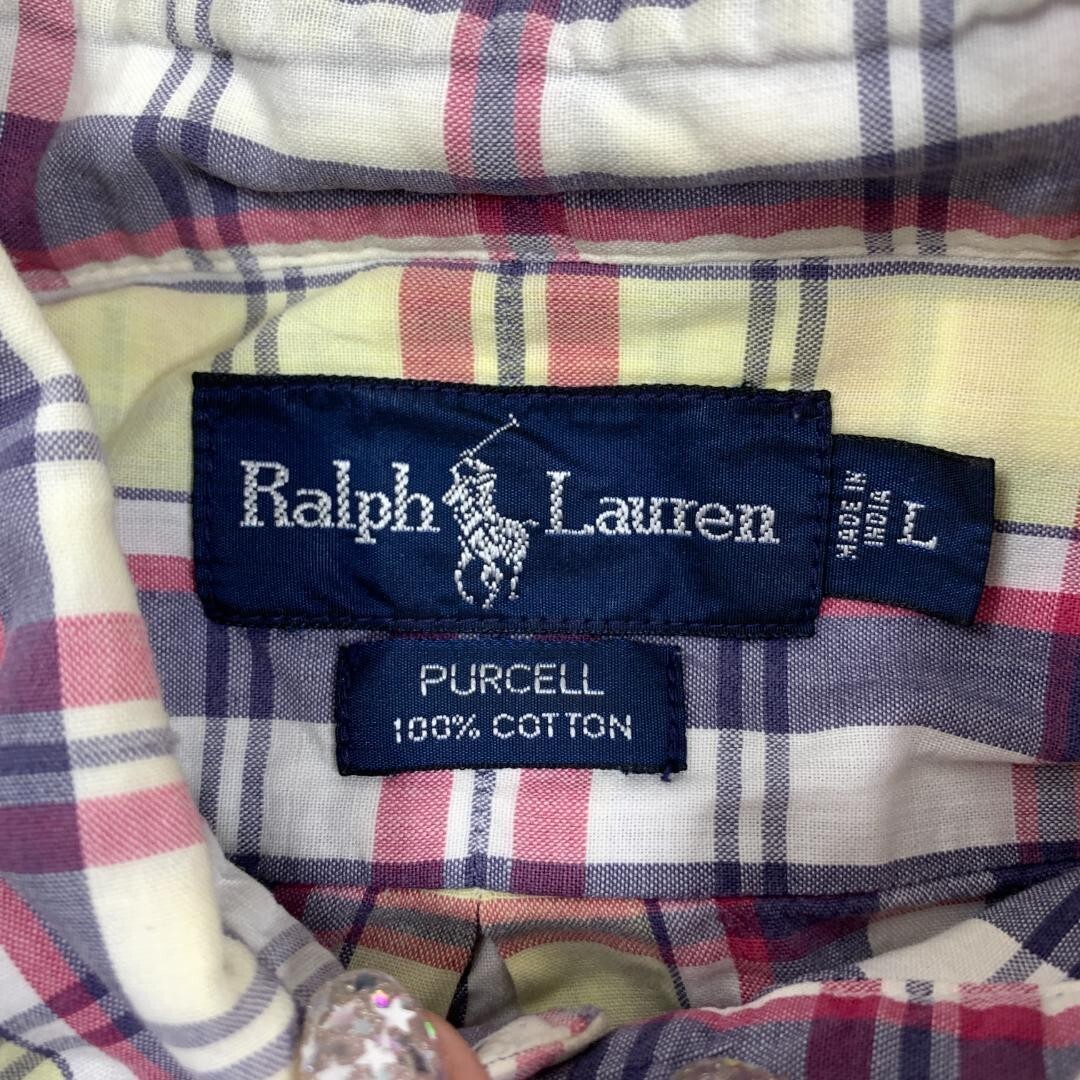 Ralph Lauren
MADE IN
INDIA
L
PURCELL
100% COTTON